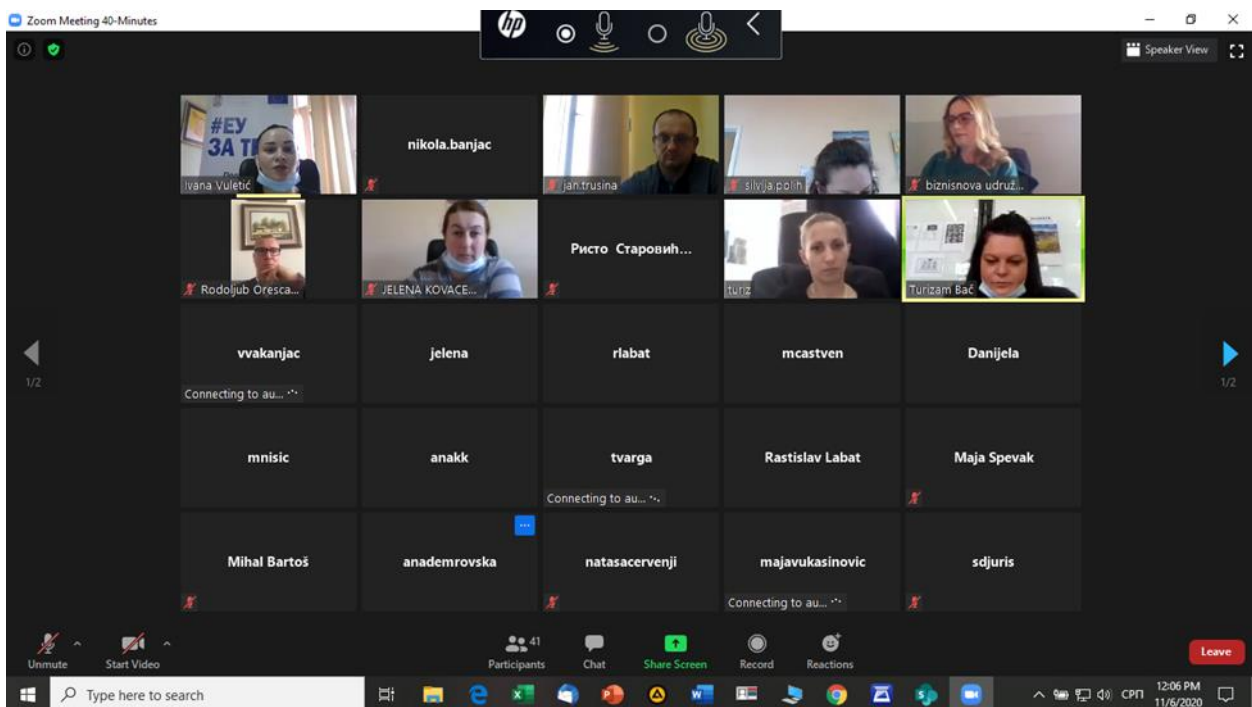 Zoom Meeting 40-Minutes
hp
Speaker View
#ЕУ
ЗА
Ivana Vuletić
nikola.banjac
jan.trusina
silvija.polih
biznisnova udruž...
Rodoljub Oresca...
JELENA KOVACE...
Ристо Старовић...
turiz
Turizam Bač
vvakanjac
Connecting to au...
jelena
rlabat
mcastven
Danijela
1/2
1/2
mnisic
anakk
tvarga
Connecting to au...
Rastislav Labat
Maja Spevak
Mihal Bartoš
anademrovska
natasacervenji
majavukasinovic
Connecting to au...
sdjuris
Unmute
Start Video
41
Participants
Chat
Share Screen
Record
Reactions
Leave
Type here to search
СРП
12:06 PM
11/6/2020